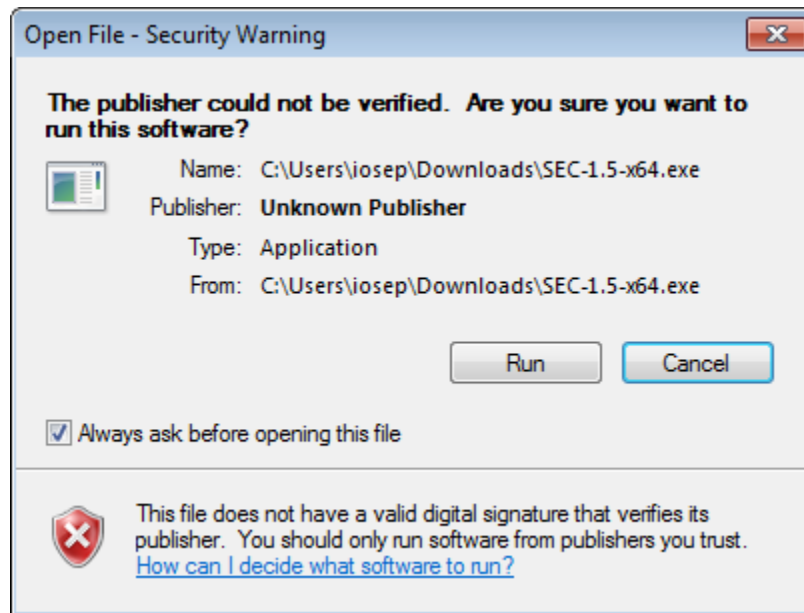 Open File - Security Warning
The publisher could not be verified. Are you sure you want to
run this software?
Name: C:\Users\iosep\Downloads\SEC-1.5-x64.exe
Publisher: Unknown Publisher
Type: Application
From: C:\Users\iosep\Downloads\SEC-1.5-x64.exe
Run Cancel
Always ask before opening this file
This file does not have a valid digital signature that verifies its
publisher. You should only run software from publishers you trust.
How can I decide what software to run?